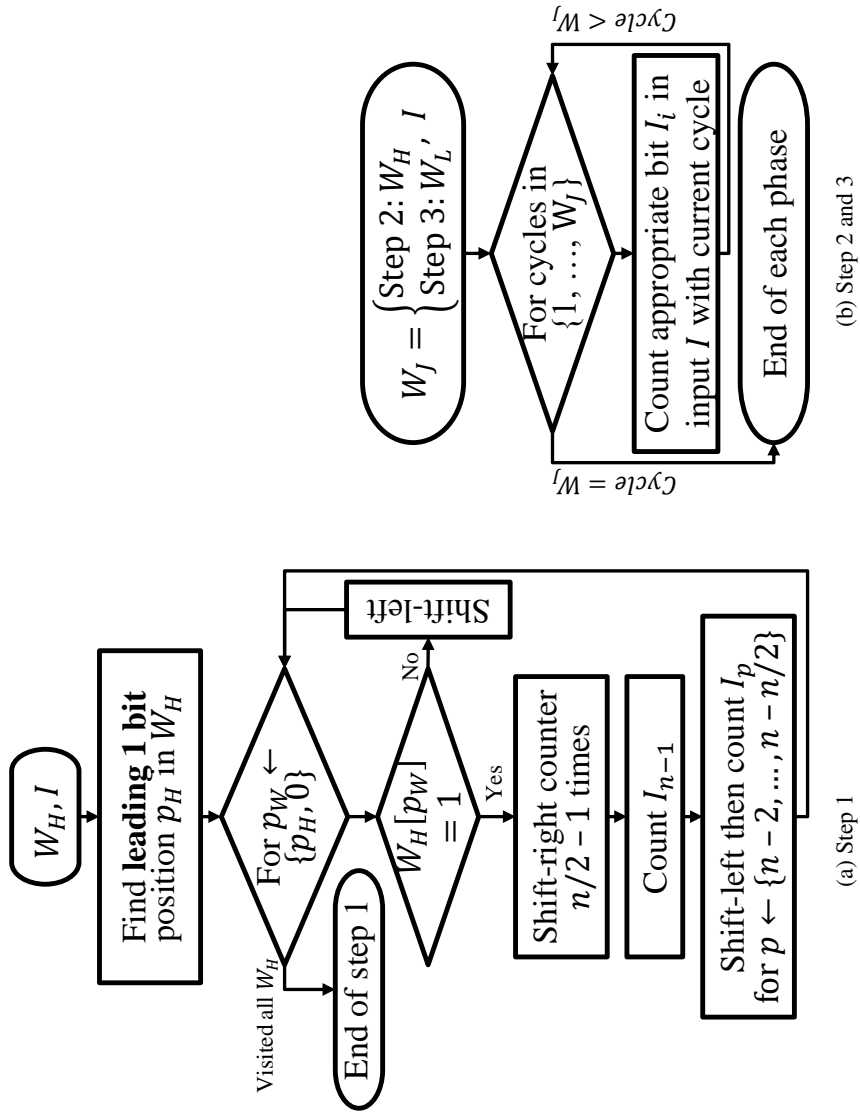 W_H, I
Find leading 1 bit
position p_H in W_H
For p_W ←
{p_H, 0}
Visited all W_H
End of step 1
W_H[p_W]
= 1
No
Shift-left
Yes
Shift-right counter
n/2 − 1 times
Count I_{n−1}
Shift-left then count I_p
for p ← {n − 2, … , n − n/2}
(a) Step 1
W_J = { Step 2: W_H
Step 3: W_L , I
For cycles in
{1, … , W_J}
Cycle < W_J
Cycle = W_J
Count appropriate bit I_i in
input I with current cycle
End of each phase
(b) Step 2 and 3